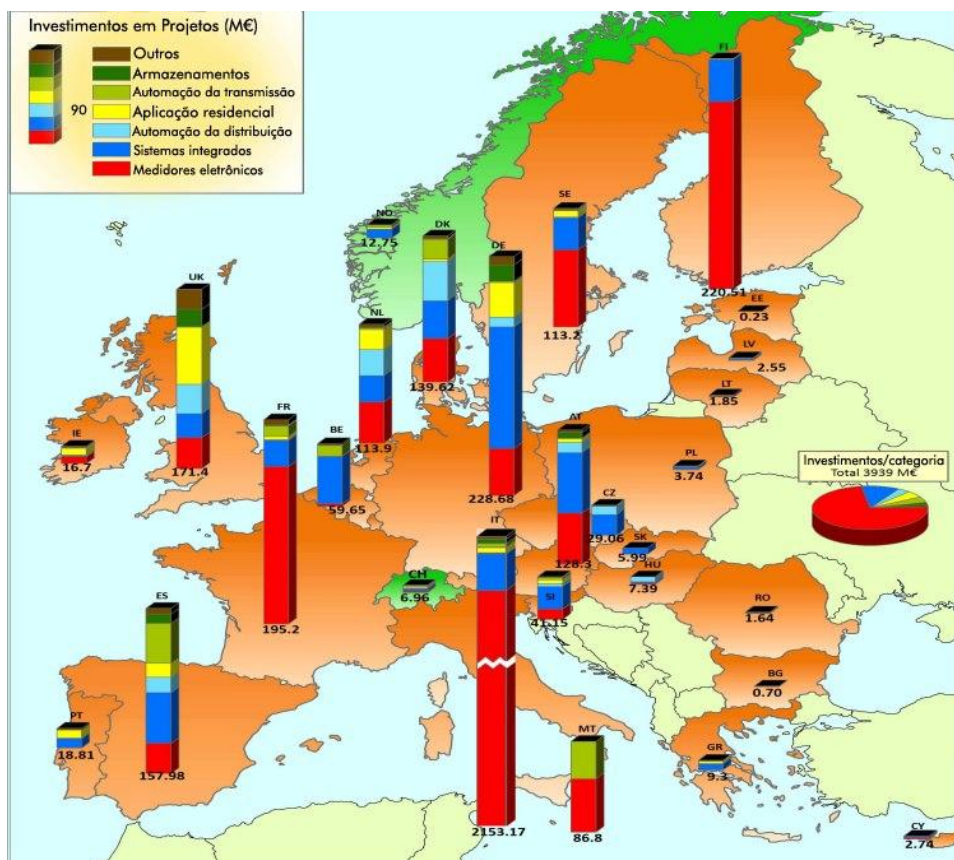 Investimentos em Projetos (M€)
Outros
Armazenamentos
Automação da transmissão
90
Aplicação residencial
Automação da distribuição
Sistemas integrados
Medidores eletrônicos
FI
220.51
SE
113.2
NO
12.75
DK
139.62
DE
228.68
UK
171.4
NL
113.9
EE
0.23
LV
2.55
LT
1.85
IE
16.7
FR
195.2
BE
59.65
AT
128.3
PL
3.74
Investimentos/categoria
Total 3939 M€
CZ
29.06
SK
5.99
HU
7.39
IT
2153.17
CH
6.96
SI
41.15
RO
1.64
ES
157.98
PT
18.81
BG
0.70
MT
86.8
GR
9.3
CY
2.74